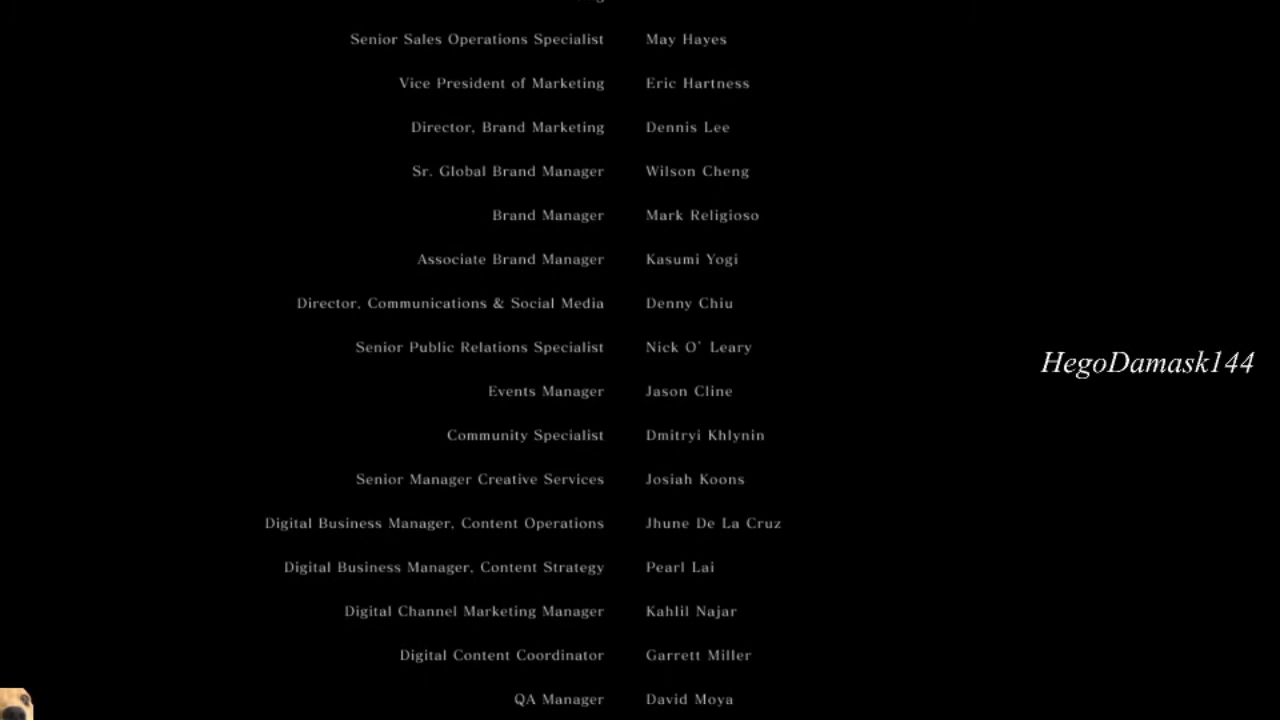 Senior Sales Operations Specialist May Hayes
Vice President of Marketing Eric Hartness
Director, Brand Marketing Dennis Lee
Sr. Global Brand Manager Wilson Cheng
Brand Manager Mark Religioso
Associate Brand Manager Kasumi Yogi
Director, Communications & Social Media Denny Chiu
Senior Public Relations Specialist Nick O’ Leary
HegoDamask144
Events Manager Jason Cline
Community Specialist Dmitryi Khlynin
Senior Manager Creative Services Josiah Koons
Digital Business Manager, Content Operations Jhune De La Cruz
Digital Business Manager, Content Strategy Pearl Lai
Digital Channel Marketing Manager Kahlil Najar
Digital Content Coordinator Garrett Miller
QA Manager David Moya